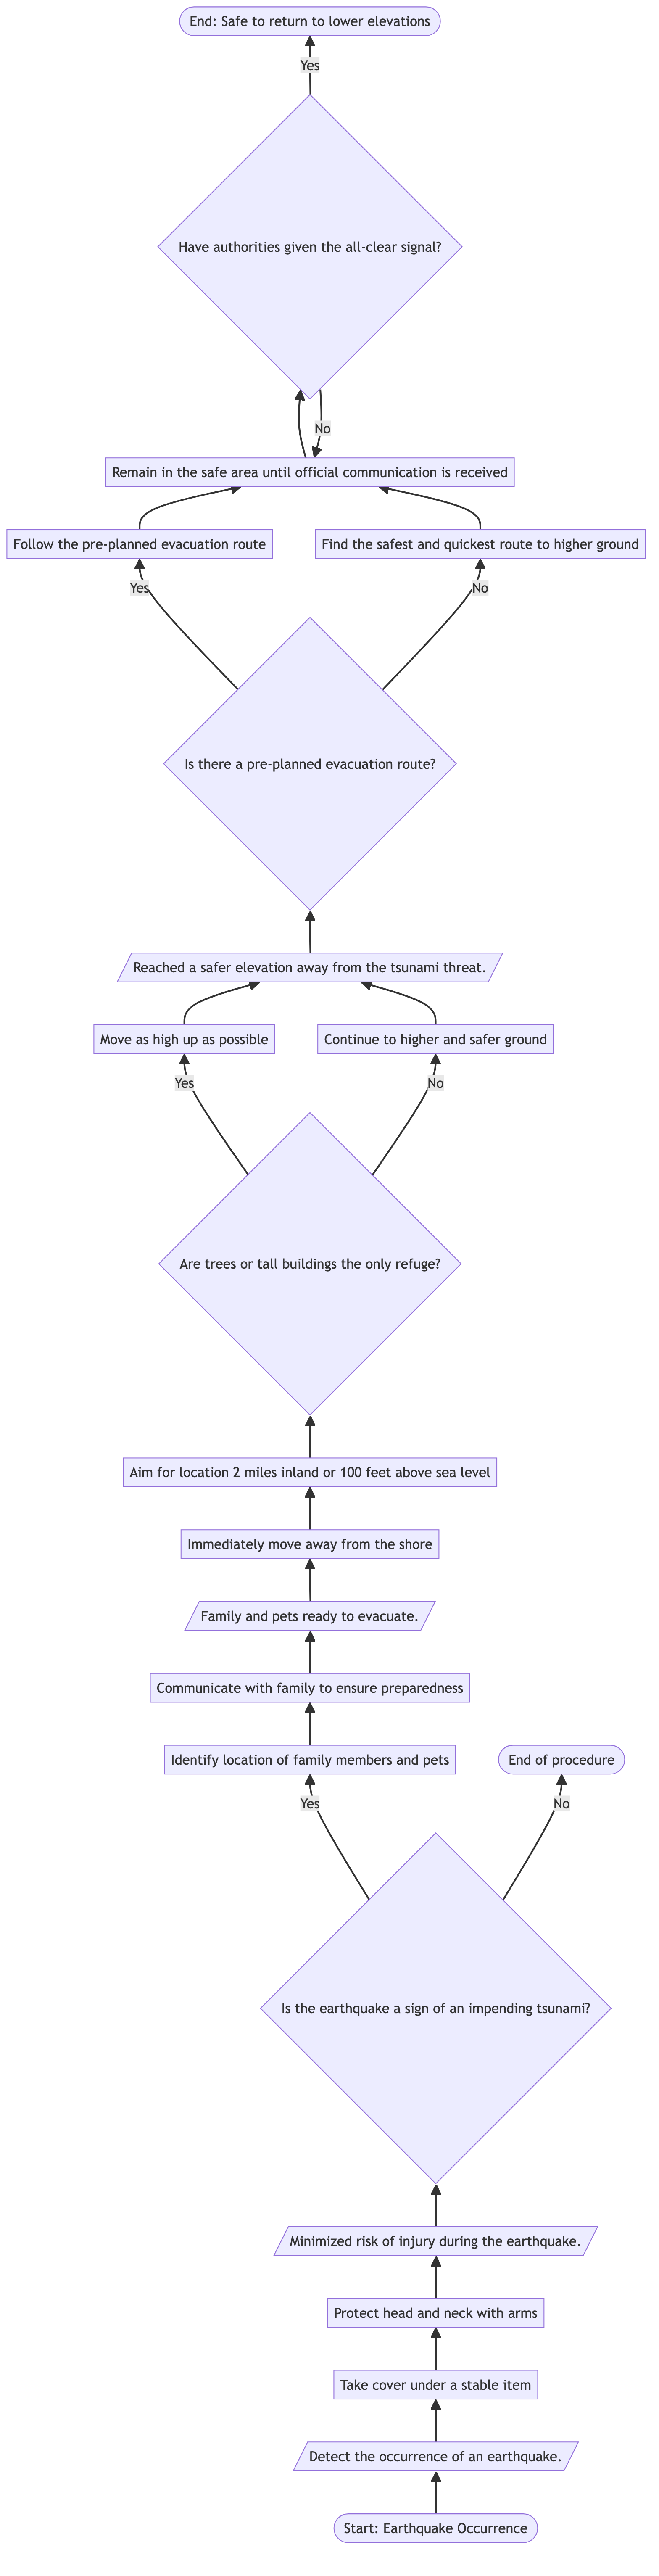 End: Safe to return to lower elevations
Yes
Have authorities given the all-clear signal?
No
Remain in the safe area until official communication is received
Follow the pre-planned evacuation route
Find the safest and quickest route to higher ground
Yes
No
Is there a pre-planned evacuation route?
Reached a safer elevation away from the tsunami threat.
Move as high up as possible
Continue to higher and safer ground
Yes
No
Are trees or tall buildings the only refuge?
Aim for location 2 miles inland or 100 feet above sea level
Immediately move away from the shore
Family and pets ready to evacuate.
Communicate with family to ensure preparedness
Identify location of family members and pets
End of procedure
Yes
No
Is the earthquake a sign of an impending tsunami?
Minimized risk of injury during the earthquake.
Protect head and neck with arms
Take cover under a stable item
Detect the occurrence of an earthquake.
Start: Earthquake Occurrence